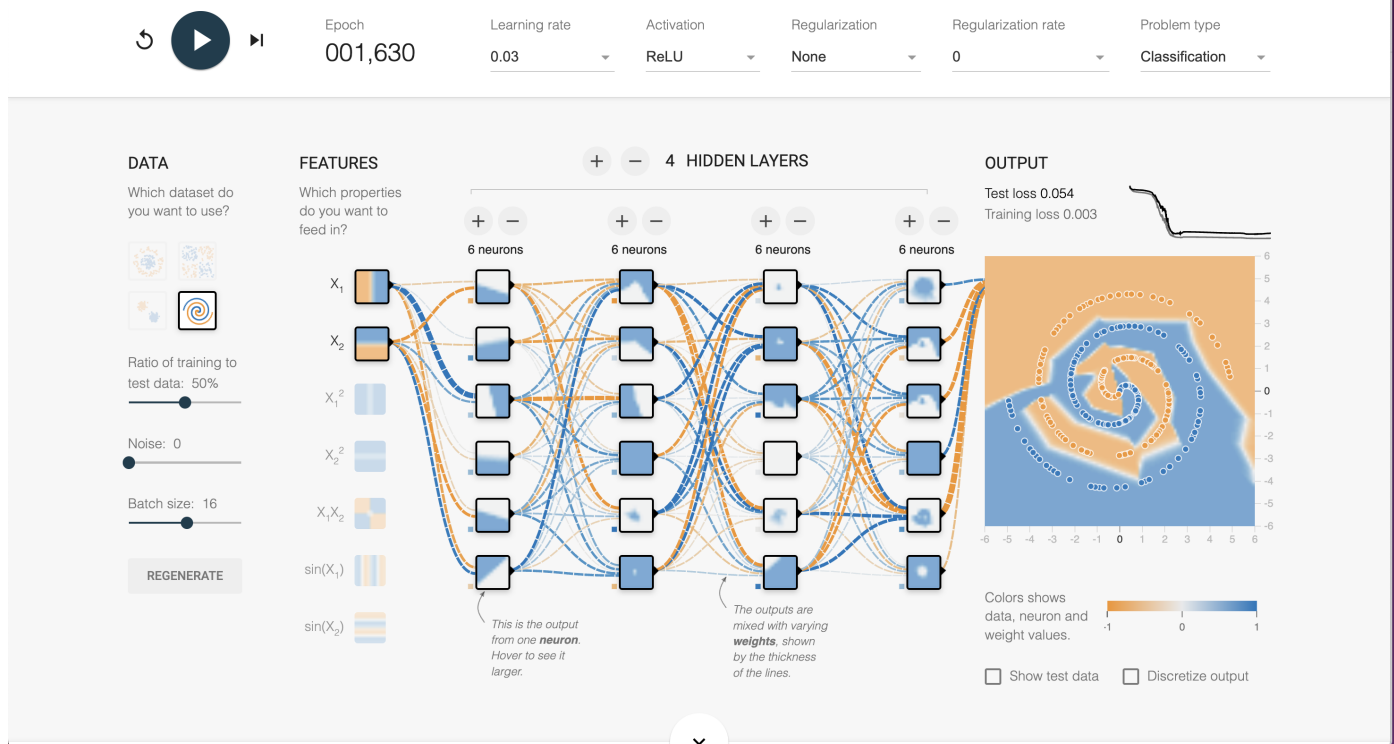 Epoch
001,630
Learning rate
0.03
Activation
ReLU
Regularization
None
Regularization rate
0
Problem type
Classification
DATA
Which dataset do
you want to use?
Ratio of training to
test data: 50%
Noise: 0
Batch size: 16
REGENERATE
FEATURES
Which properties
do you want to
feed in?
X1
X2
X1²
X2²
X1X2
sin(X1)
sin(X2)
+ − 4 HIDDEN LAYERS
+ −
6 neurons
+ −
6 neurons
+ −
6 neurons
+ −
6 neurons
This is the output
from one neuron.
Hover to see it
larger.
The outputs are
mixed with varying
weights, shown
by the thickness
of the lines.
OUTPUT
Test loss 0.054
Training loss 0.003
6
5
4
3
2
1
0
-1
-2
-3
-4
-5
-6
-6 -5 -4 -3 -2 -1 0 1 2 3 4 5 6
Colors shows
data, neuron and
weight values.
-1 0 1
Show test data
Discretize output